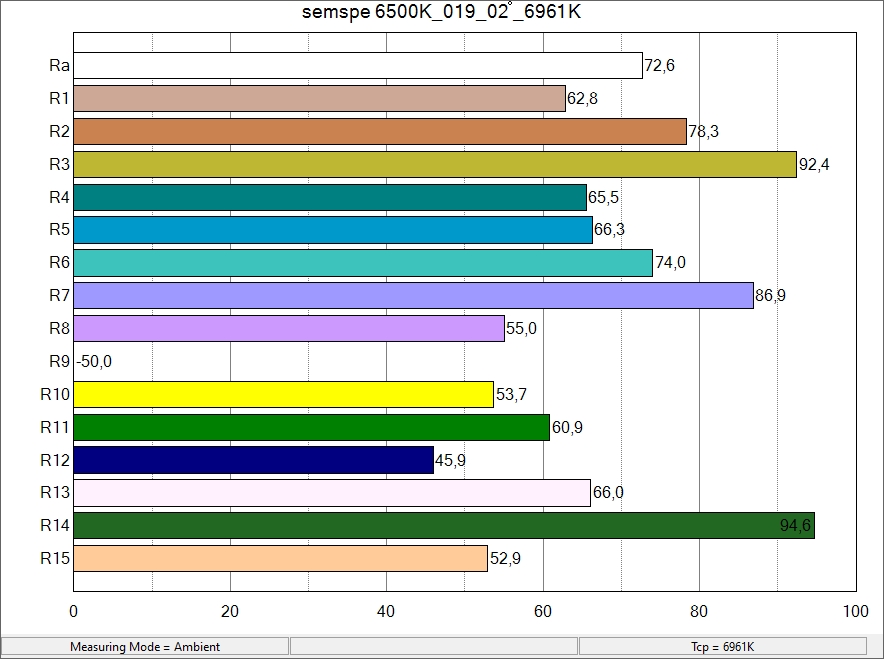 semspe 6500K_019_02°_6961K
Ra 72,6
R1 62,8
R2 78,3
R3 92,4
R4 65,5
R5 66,3
R6 74,0
R7 86,9
R8 55,0
R9 -50,0
R10 53,7
R11 60,9
R12 45,9
R13 66,0
R14 94,6
R15 52,9
0 20 40 60 80 100
Measuring Mode = Ambient Tcp = 6961K